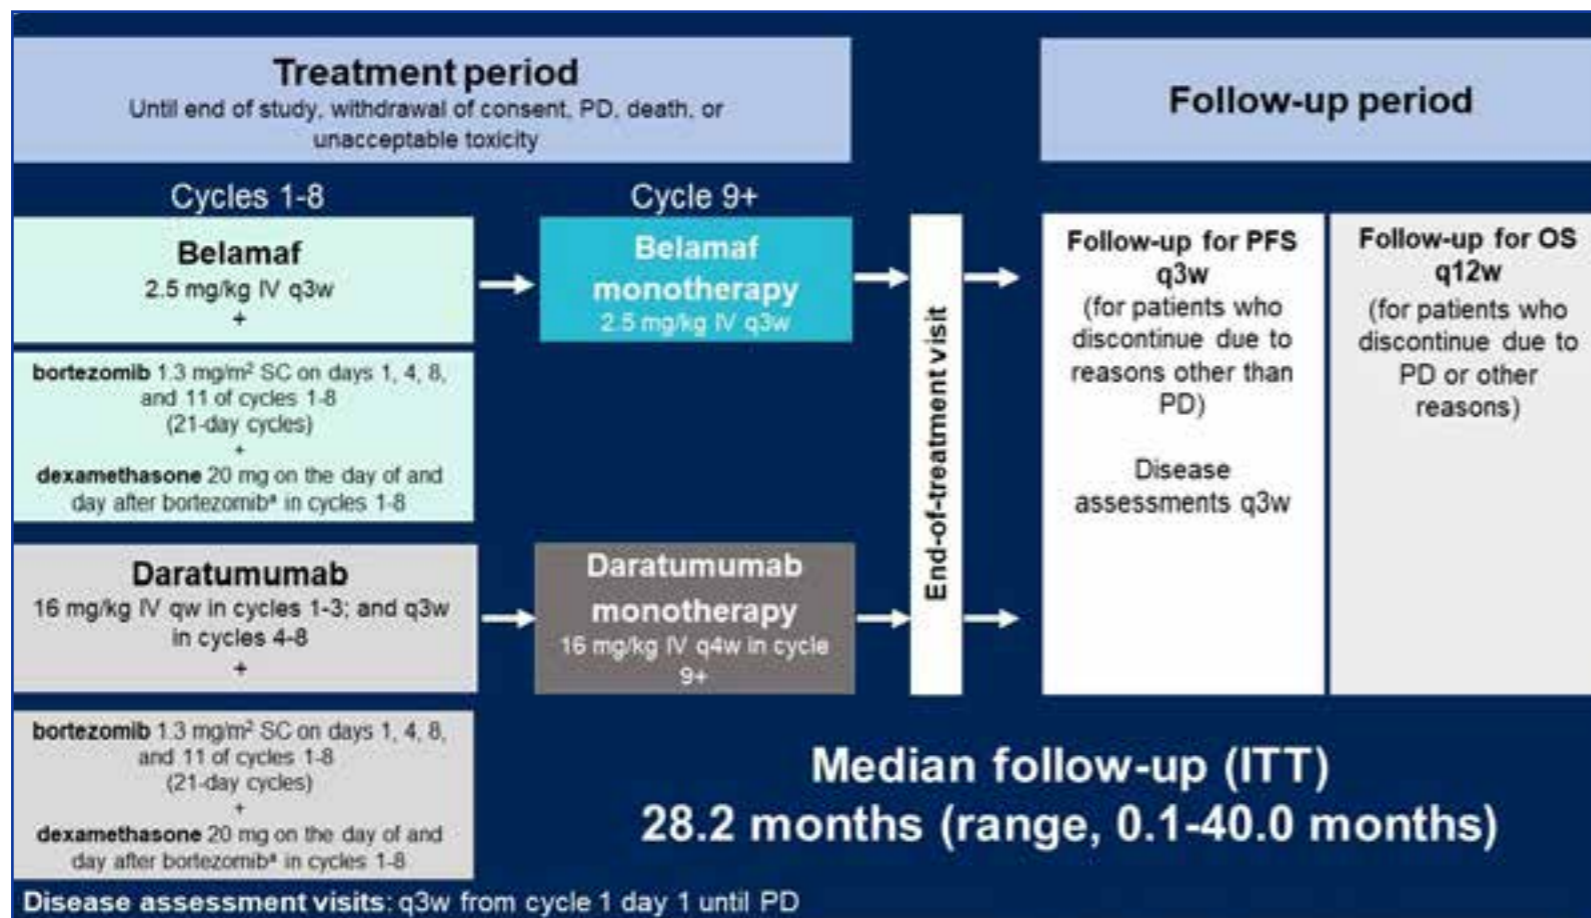 Treatment period
Until end of study, withdrawal of consent, PD, death, or
unacceptable toxicity
Follow-up period
Cycles 1-8
Belamaf
2.5 mg/kg IV q3w
+
bortezomib 1.3 mg/m² SC on days 1, 4, 8,
and 11 of cycles 1-8
(21-day cycles)
+
dexamethasone 20 mg on the day of and
day after bortezomibª in cycles 1-8
Cycle 9+
Belamaf
monotherapy
2.5 mg/kg IV q3w
Daratumumab
16 mg/kg IV qw in cycles 1-3; and q3w
in cycles 4-8
+
bortezomib 1.3 mg/m² SC on days 1, 4, 8,
and 11 of cycles 1-8
(21-day cycles)
+
dexamethasone 20 mg on the day of and
day after bortezomibª in cycles 1-8
Daratumumab
monotherapy
16 mg/kg IV q4w in cycle
9+
End-of-treatment visit
Follow-up for PFS
q3w
(for patients who
discontinue due to
reasons other than
PD)
Disease
assessments q3w
Follow-up for OS
q12w
(for patients who
discontinue due to
PD or other
reasons)
Median follow-up (ITT)
28.2 months (range, 0.1-40.0 months)
Disease assessment visits: q3w from cycle 1 day 1 until PD